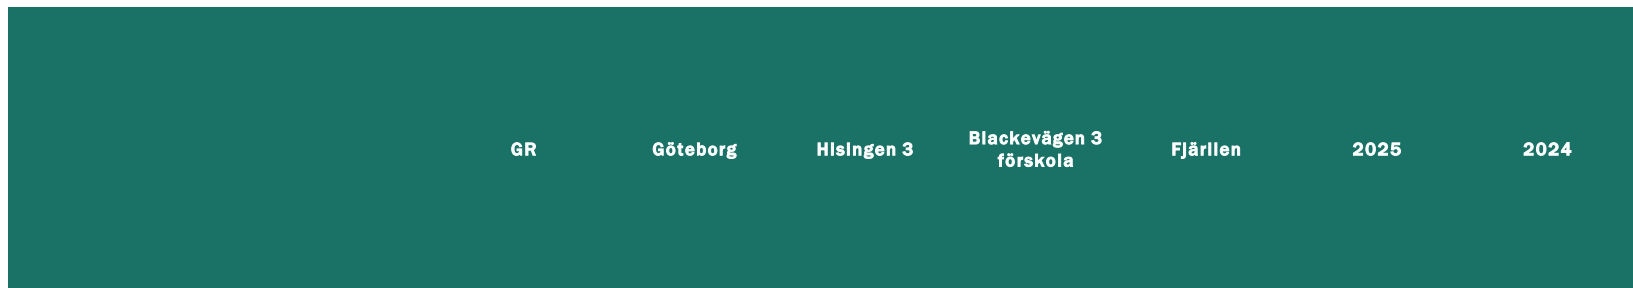 GR
Göteborg
Hisingen 3
Blackevägen 3
förskola
Fjärilen
2025
2024